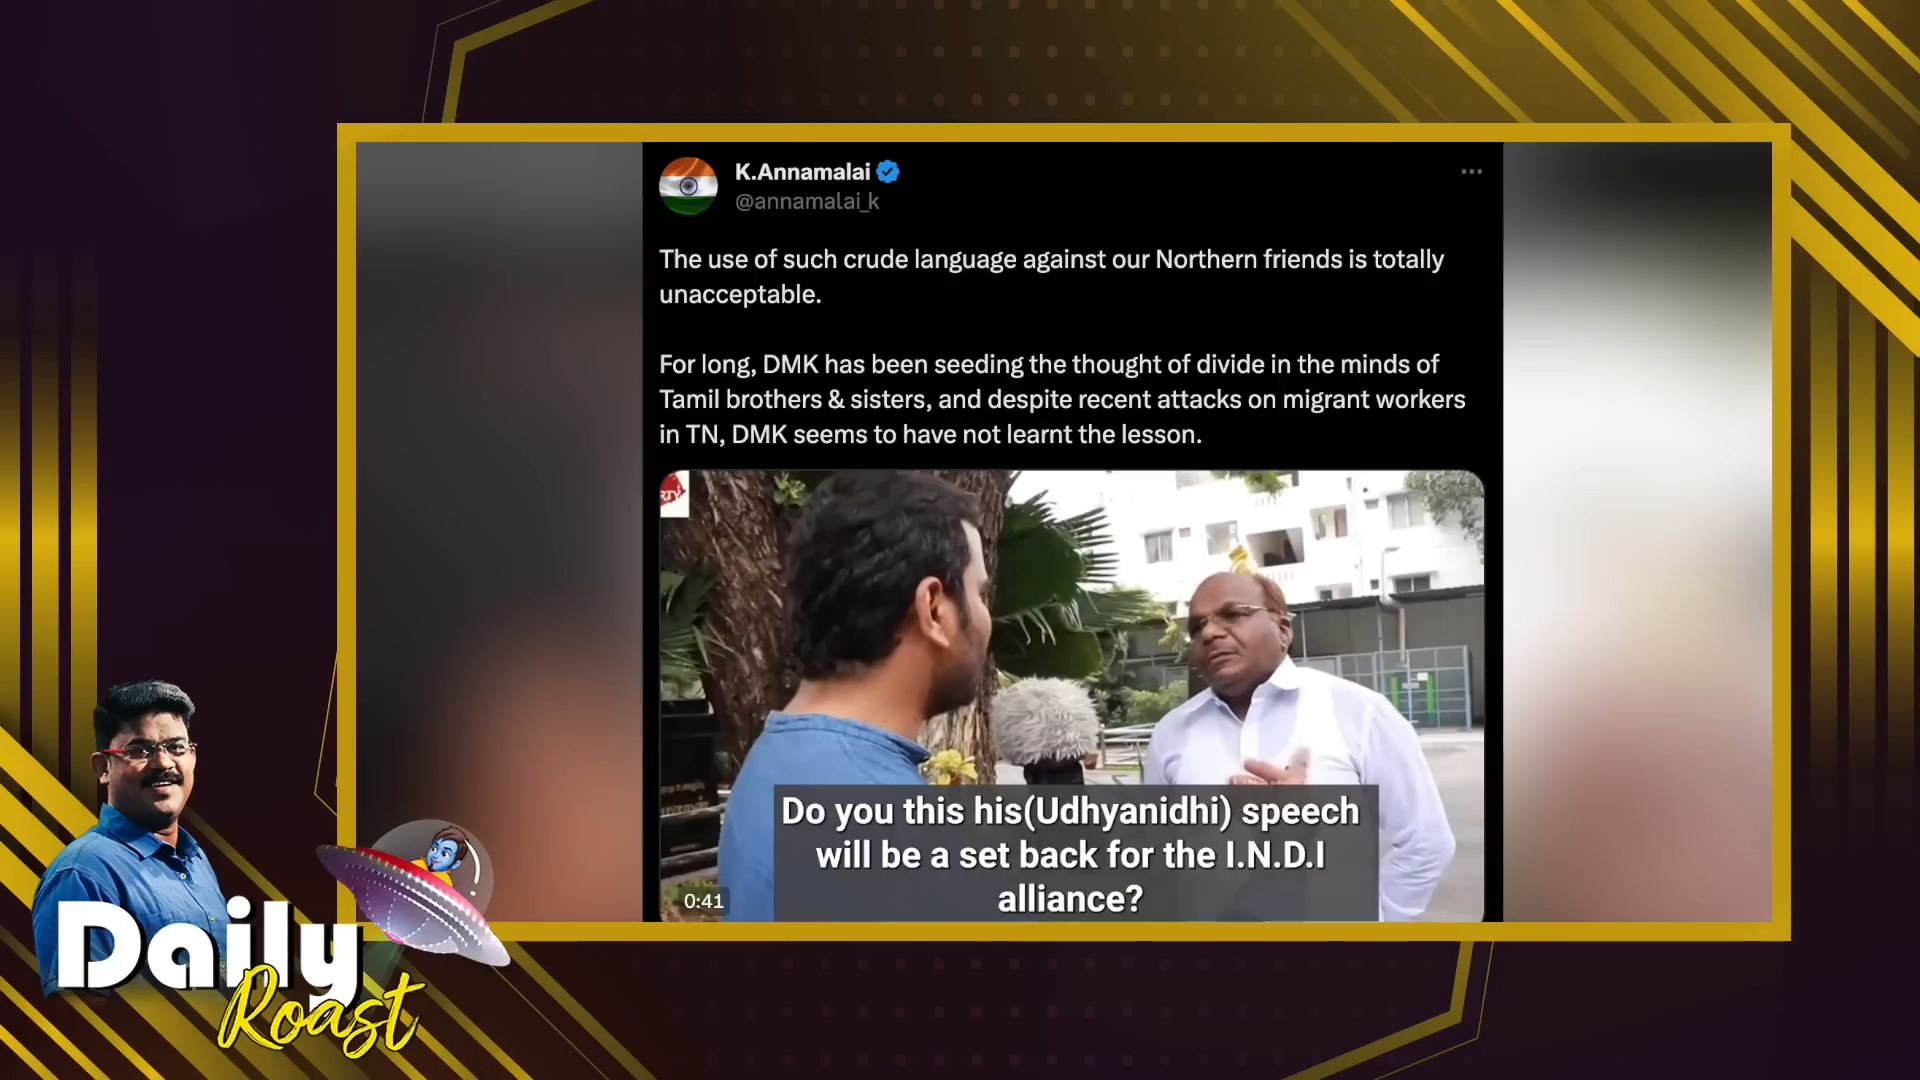 K.Annamalai
@annamalai_k
The use of such crude language against our Northern friends is totally
unacceptable.
For long, DMK has been seeding the thought of divide in the minds of
Tamil brothers & sisters, and despite recent attacks on migrant workers
in TN, DMK seems to have not learnt the lesson.
RTV
Do you this his(Udhyanidhi) speech
will be a set back for the I.N.D.I
alliance?
0:41
Daily
Roast